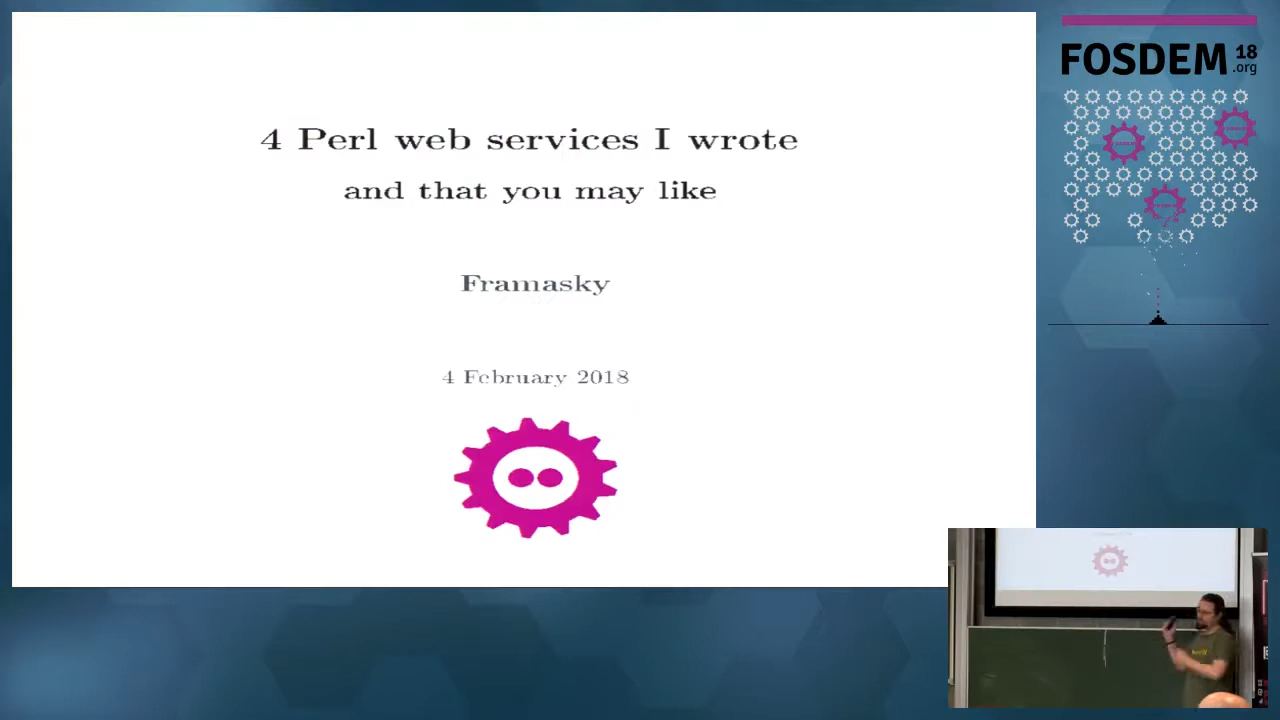 4 Perl web services I wrote
and that you may like
Framasky
4 February 2018
FOSDEM 18
.org